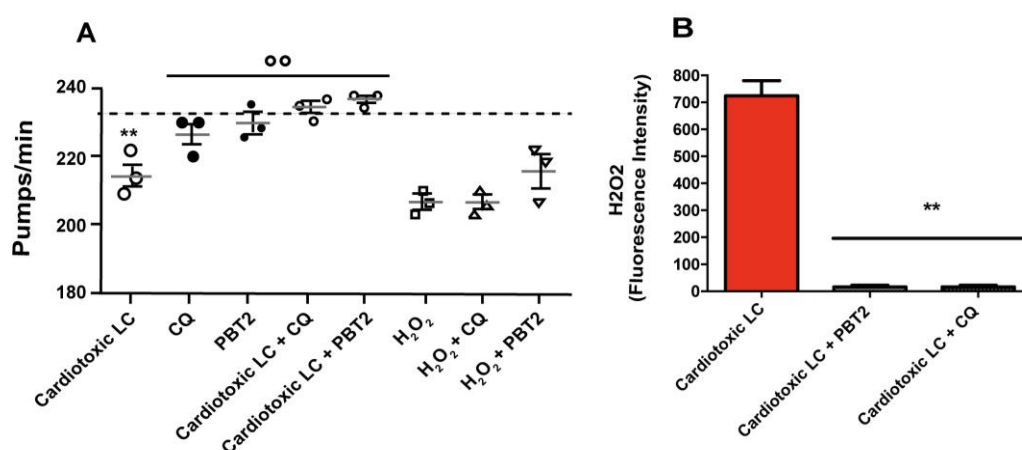 A
○○
Pumps/min
240
220
200
180
**
Cardiotoxic LC
CQ
PBT2
Cardiotoxic LC + CQ
Cardiotoxic LC + PBT2
H₂O₂
H₂O₂ + CQ
H₂O₂ + PBT2
B
H2O2
(Fluorescence Intensity)
800
700
600
500
400
300
200
100
0
**
Cardiotoxic LC
Cardiotoxic LC + PBT2
Cardiotoxic LC + CQ